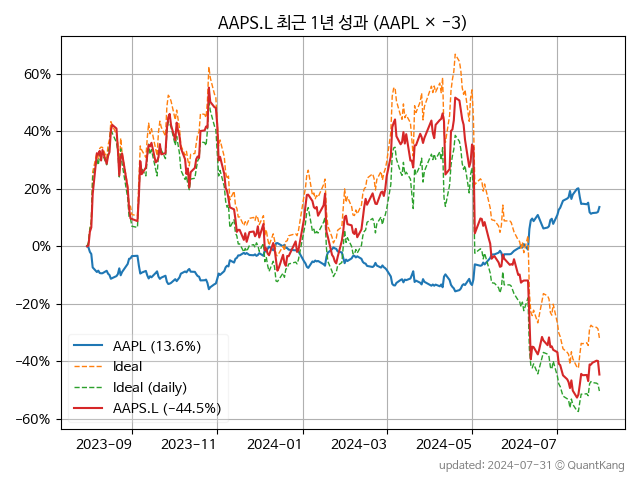 AAPS.L 최근 1년 성과 (AAPL × −3)
60%
40%
20%
0%
−20%
−40%
−60%
AAPL (13.6%)
Ideal
Ideal (daily)
AAPS.L (−44.5%)
2023−09 2023−11 2024−01 2024−03 2024−05 2024−07
updated: 2024-07-31 © QuantKang